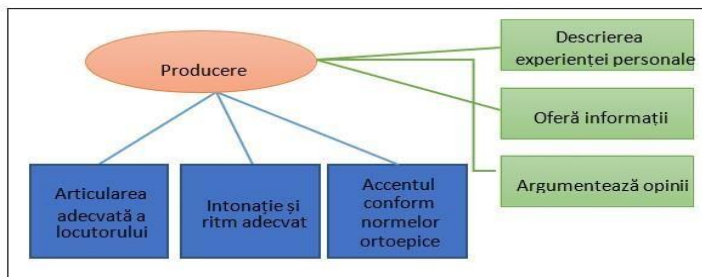 Producere
Descrierea
experienței personale
Oferă informații
Argumentează opinii
Articularea
adecvată a
locutorului
Intonație și
ritm adecvat
Accentul
conform
normelor
ortoepice